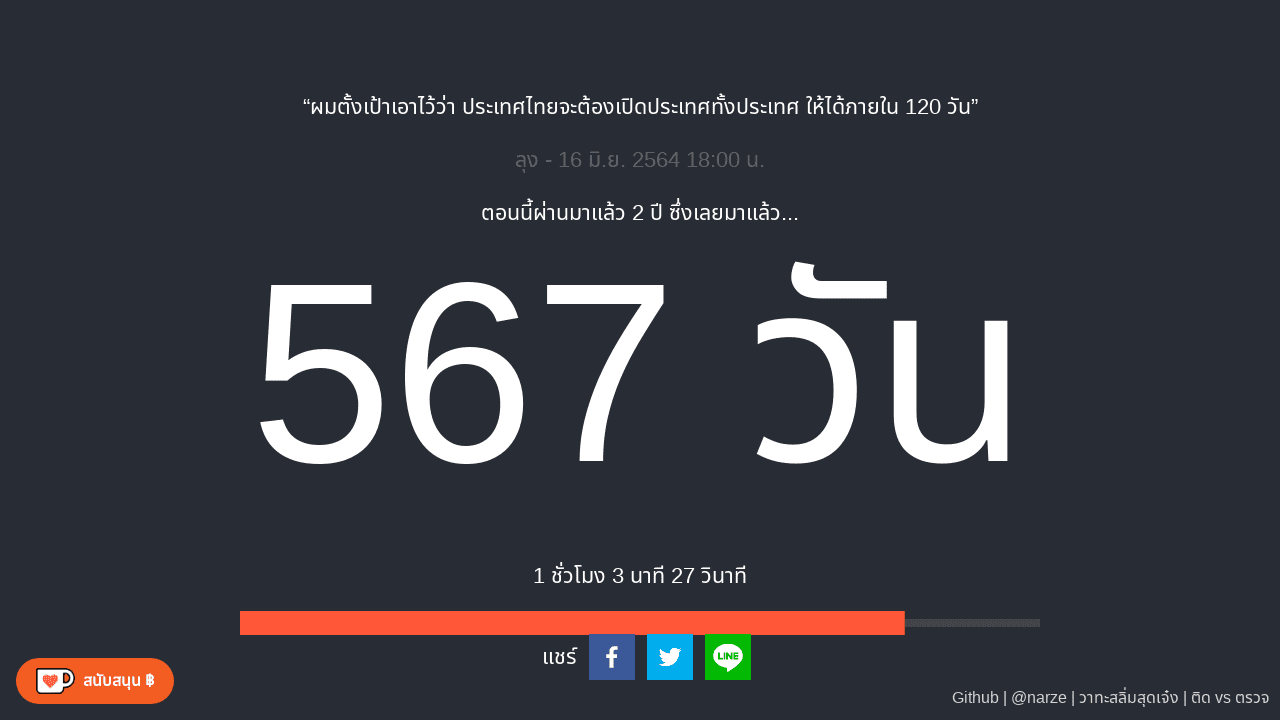 “ผมตั้งเป้าเอาไว้ว่า ประเทศไทยจะต้องเปิดประเทศทั้งประเทศ ให้ได้ภายใน 120 วัน”
ลุง - 16 มิ.ย. 2564 18:00 น.
ตอนนี้ผ่านมาแล้ว 2 ปี ซึ่งเลยมาแล้ว...
567 วัน
1 ชั่วโมง 3 นาที 27 วินาที
แชร์
LINE
สนับสนุน ฿
Github | @narze | วาทะสลิ่มสุดเจ๋ง | ติด vs ตรวจ